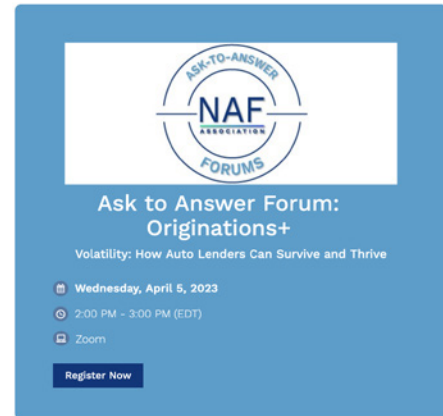 ASK-TO-ANSWER
NAF
ASSOCIATION
FORUMS
Ask to Answer Forum:
Originations+
Volatility: How Auto Lenders Can Survive and Thrive
Wednesday, April 5, 2023
2:00 PM - 3:00 PM (EDT)
Zoom
Register Now